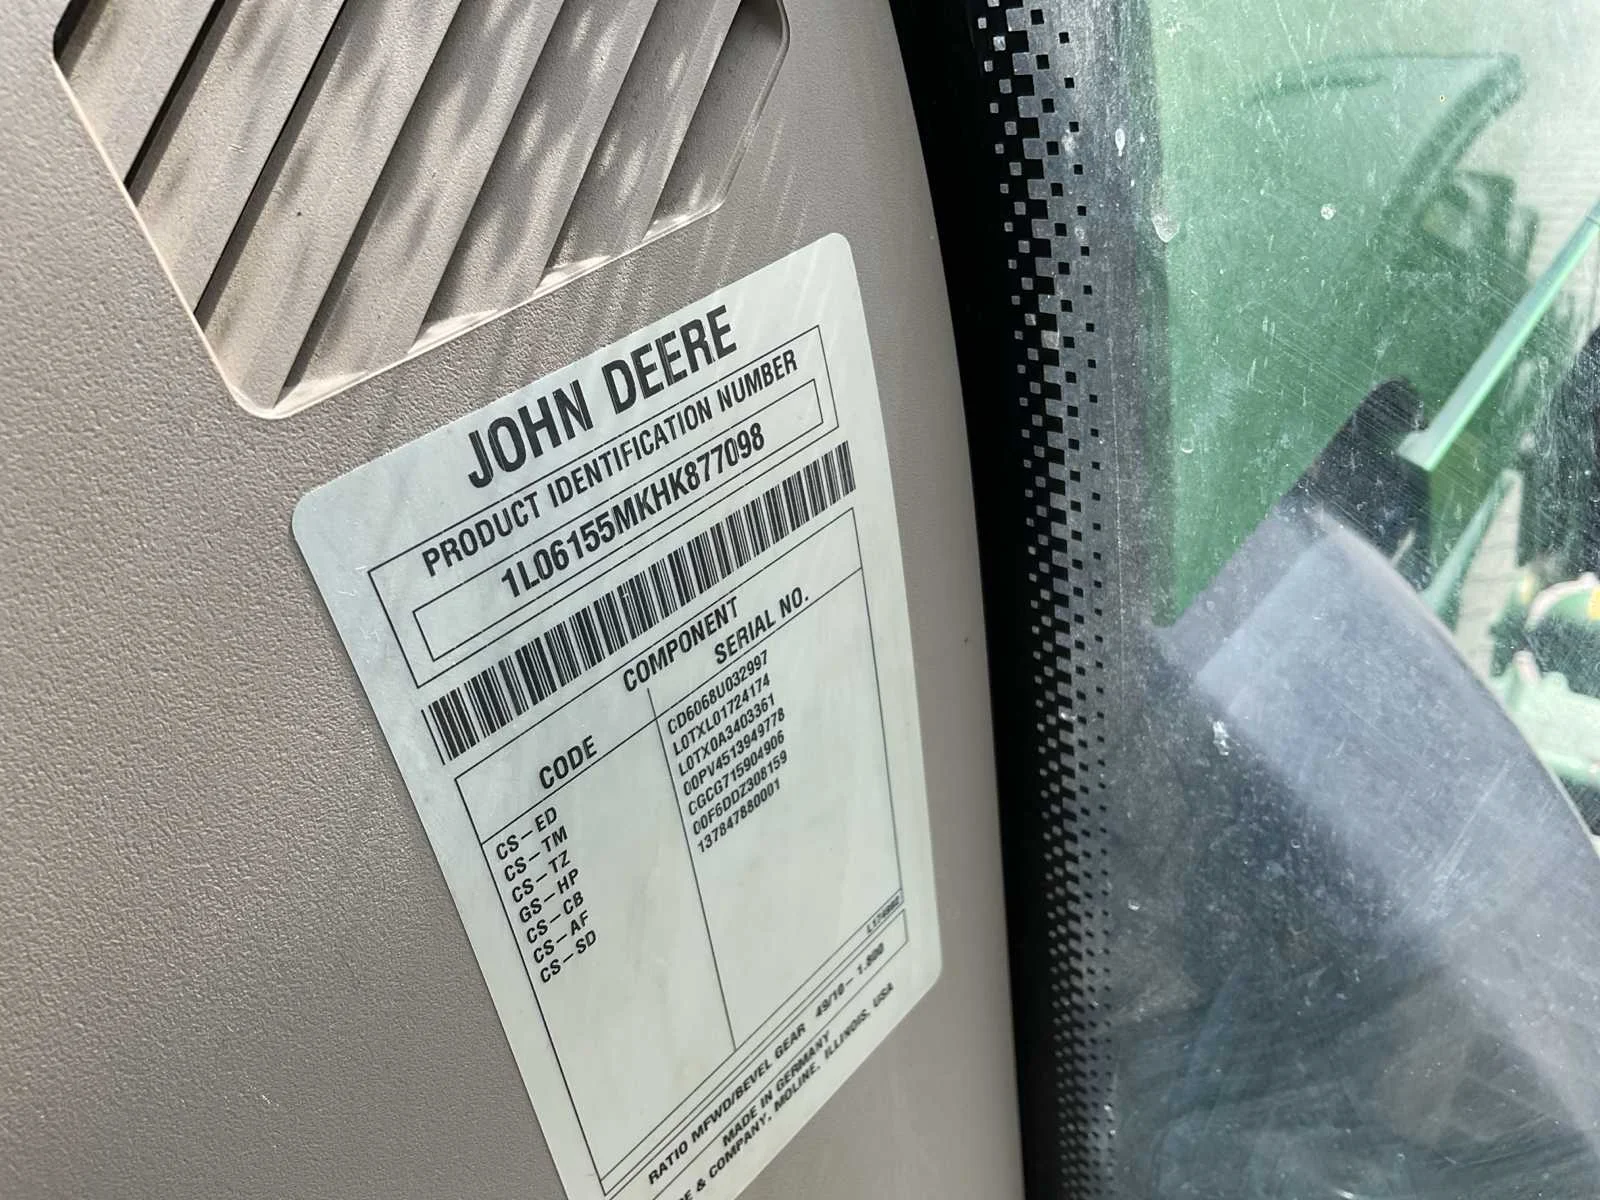 JOHN DEERE
PRODUCT IDENTIFICATION NUMBER
1L06155MKHK877098
COMPONENT
CODE SERIAL NO.
CS-ED CD6068U032997
CS-TM L0TXL01724174
CS-TZ L0TX0A3403361
GS-HP 00PV4513949778
CS-CB CGCG715904906
CS-AF 00F6DDZ308159
CS-SD 137847880001
RATIO MFWD/BEVEL GEAR 49/10- 1.800
MADE IN GERMANY
& COMPANY, MOLINE, ILLINOIS, USA